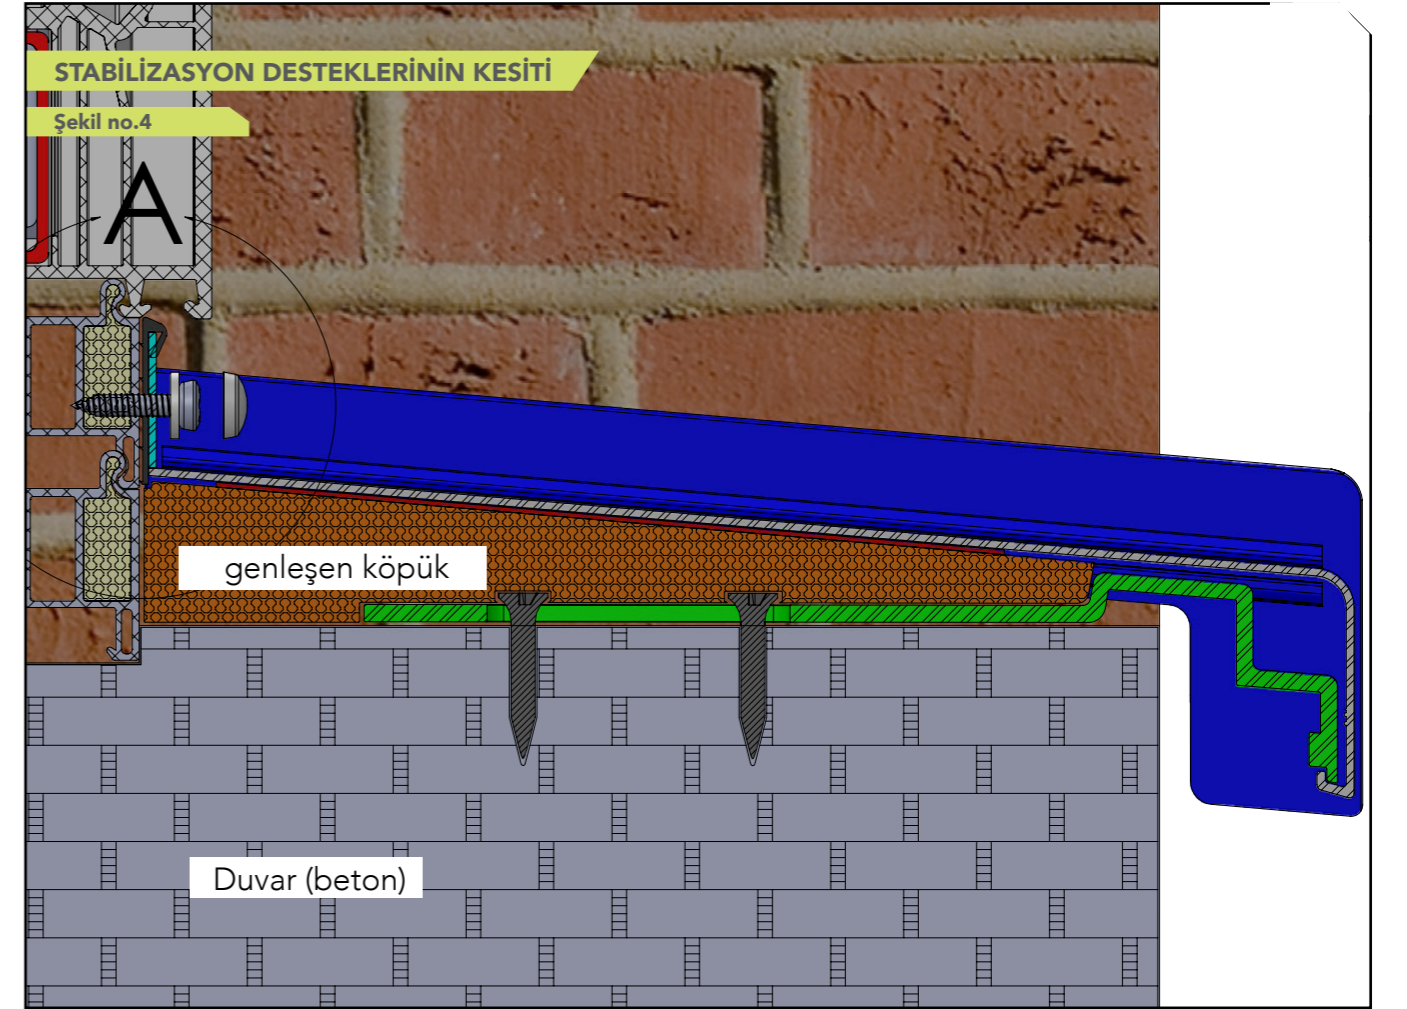 STABİLİZASYON DESTEKLERİNİN KESİTİ
Şekil no.4
A
genleşen köpük
Duvar (beton)